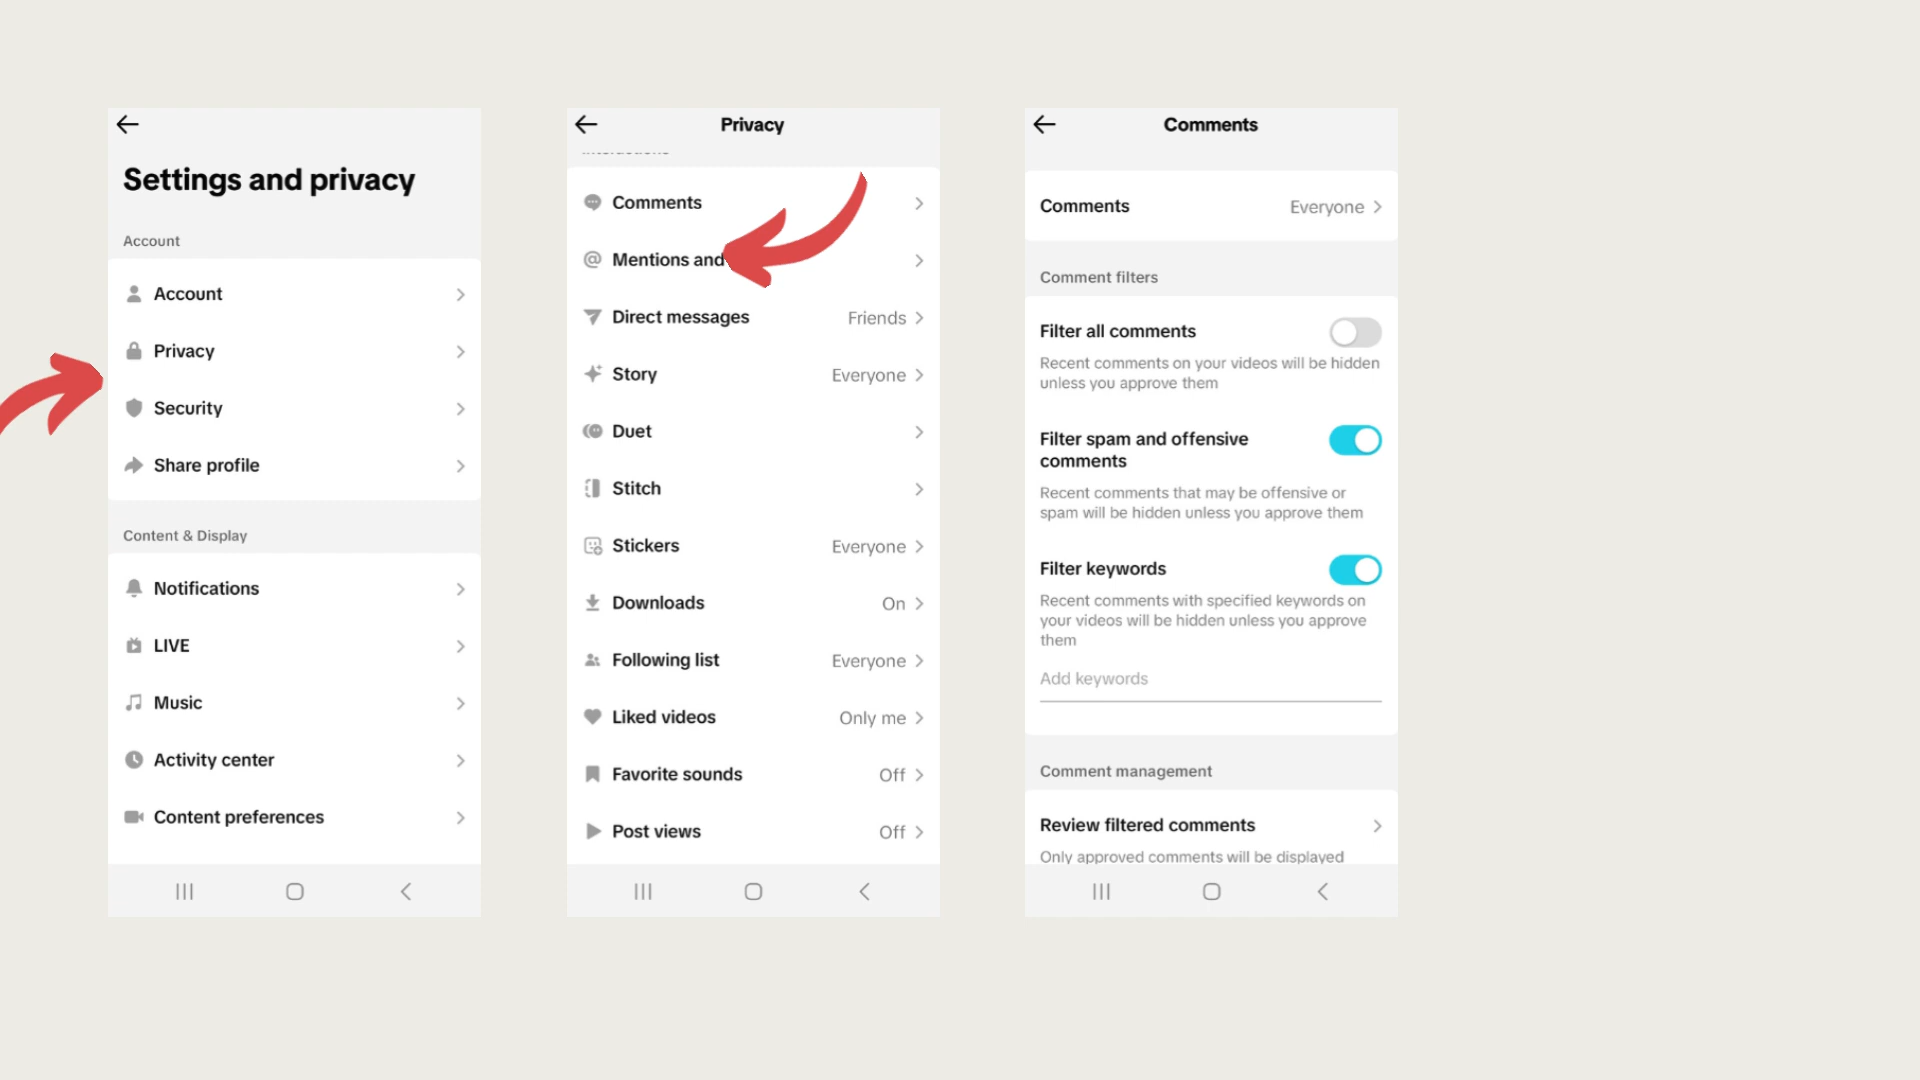 Settings and privacy
Account
Account
Privacy
Security
Share profile
Content & Display
Notifications
LIVE
Music
Activity center
Content preferences
Privacy
Comments
Mentions and
Direct messages Friends
Story Everyone
Duet
Stitch
Stickers Everyone
Downloads On
Following list Everyone
Liked videos Only me
Favorite sounds Off
Post views Off
Comments
Comments Everyone
Comment filters
Filter all comments
Recent comments on your videos will be hidden
unless you approve them
Filter spam and offensive
comments
Recent comments that may be offensive or
spam will be hidden unless you approve them
Filter keywords
Recent comments with specified keywords on
your videos will be hidden unless you approve
them
Add keywords
Comment management
Review filtered comments
Only approved comments will be displayed